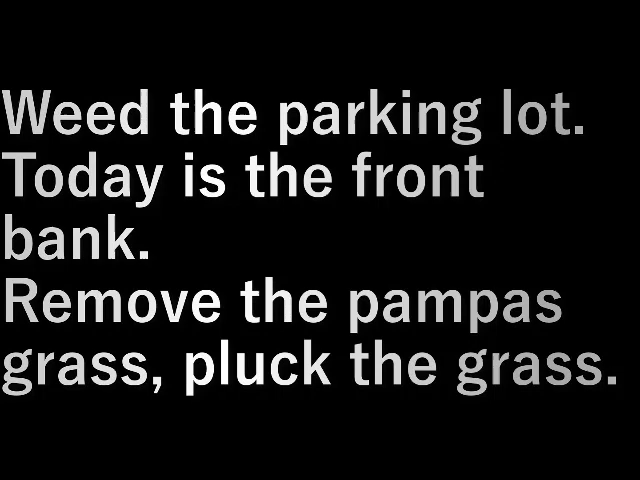 Weed the parking lot.
Today is the front
bank.
Remove the pampas
grass, pluck the grass.